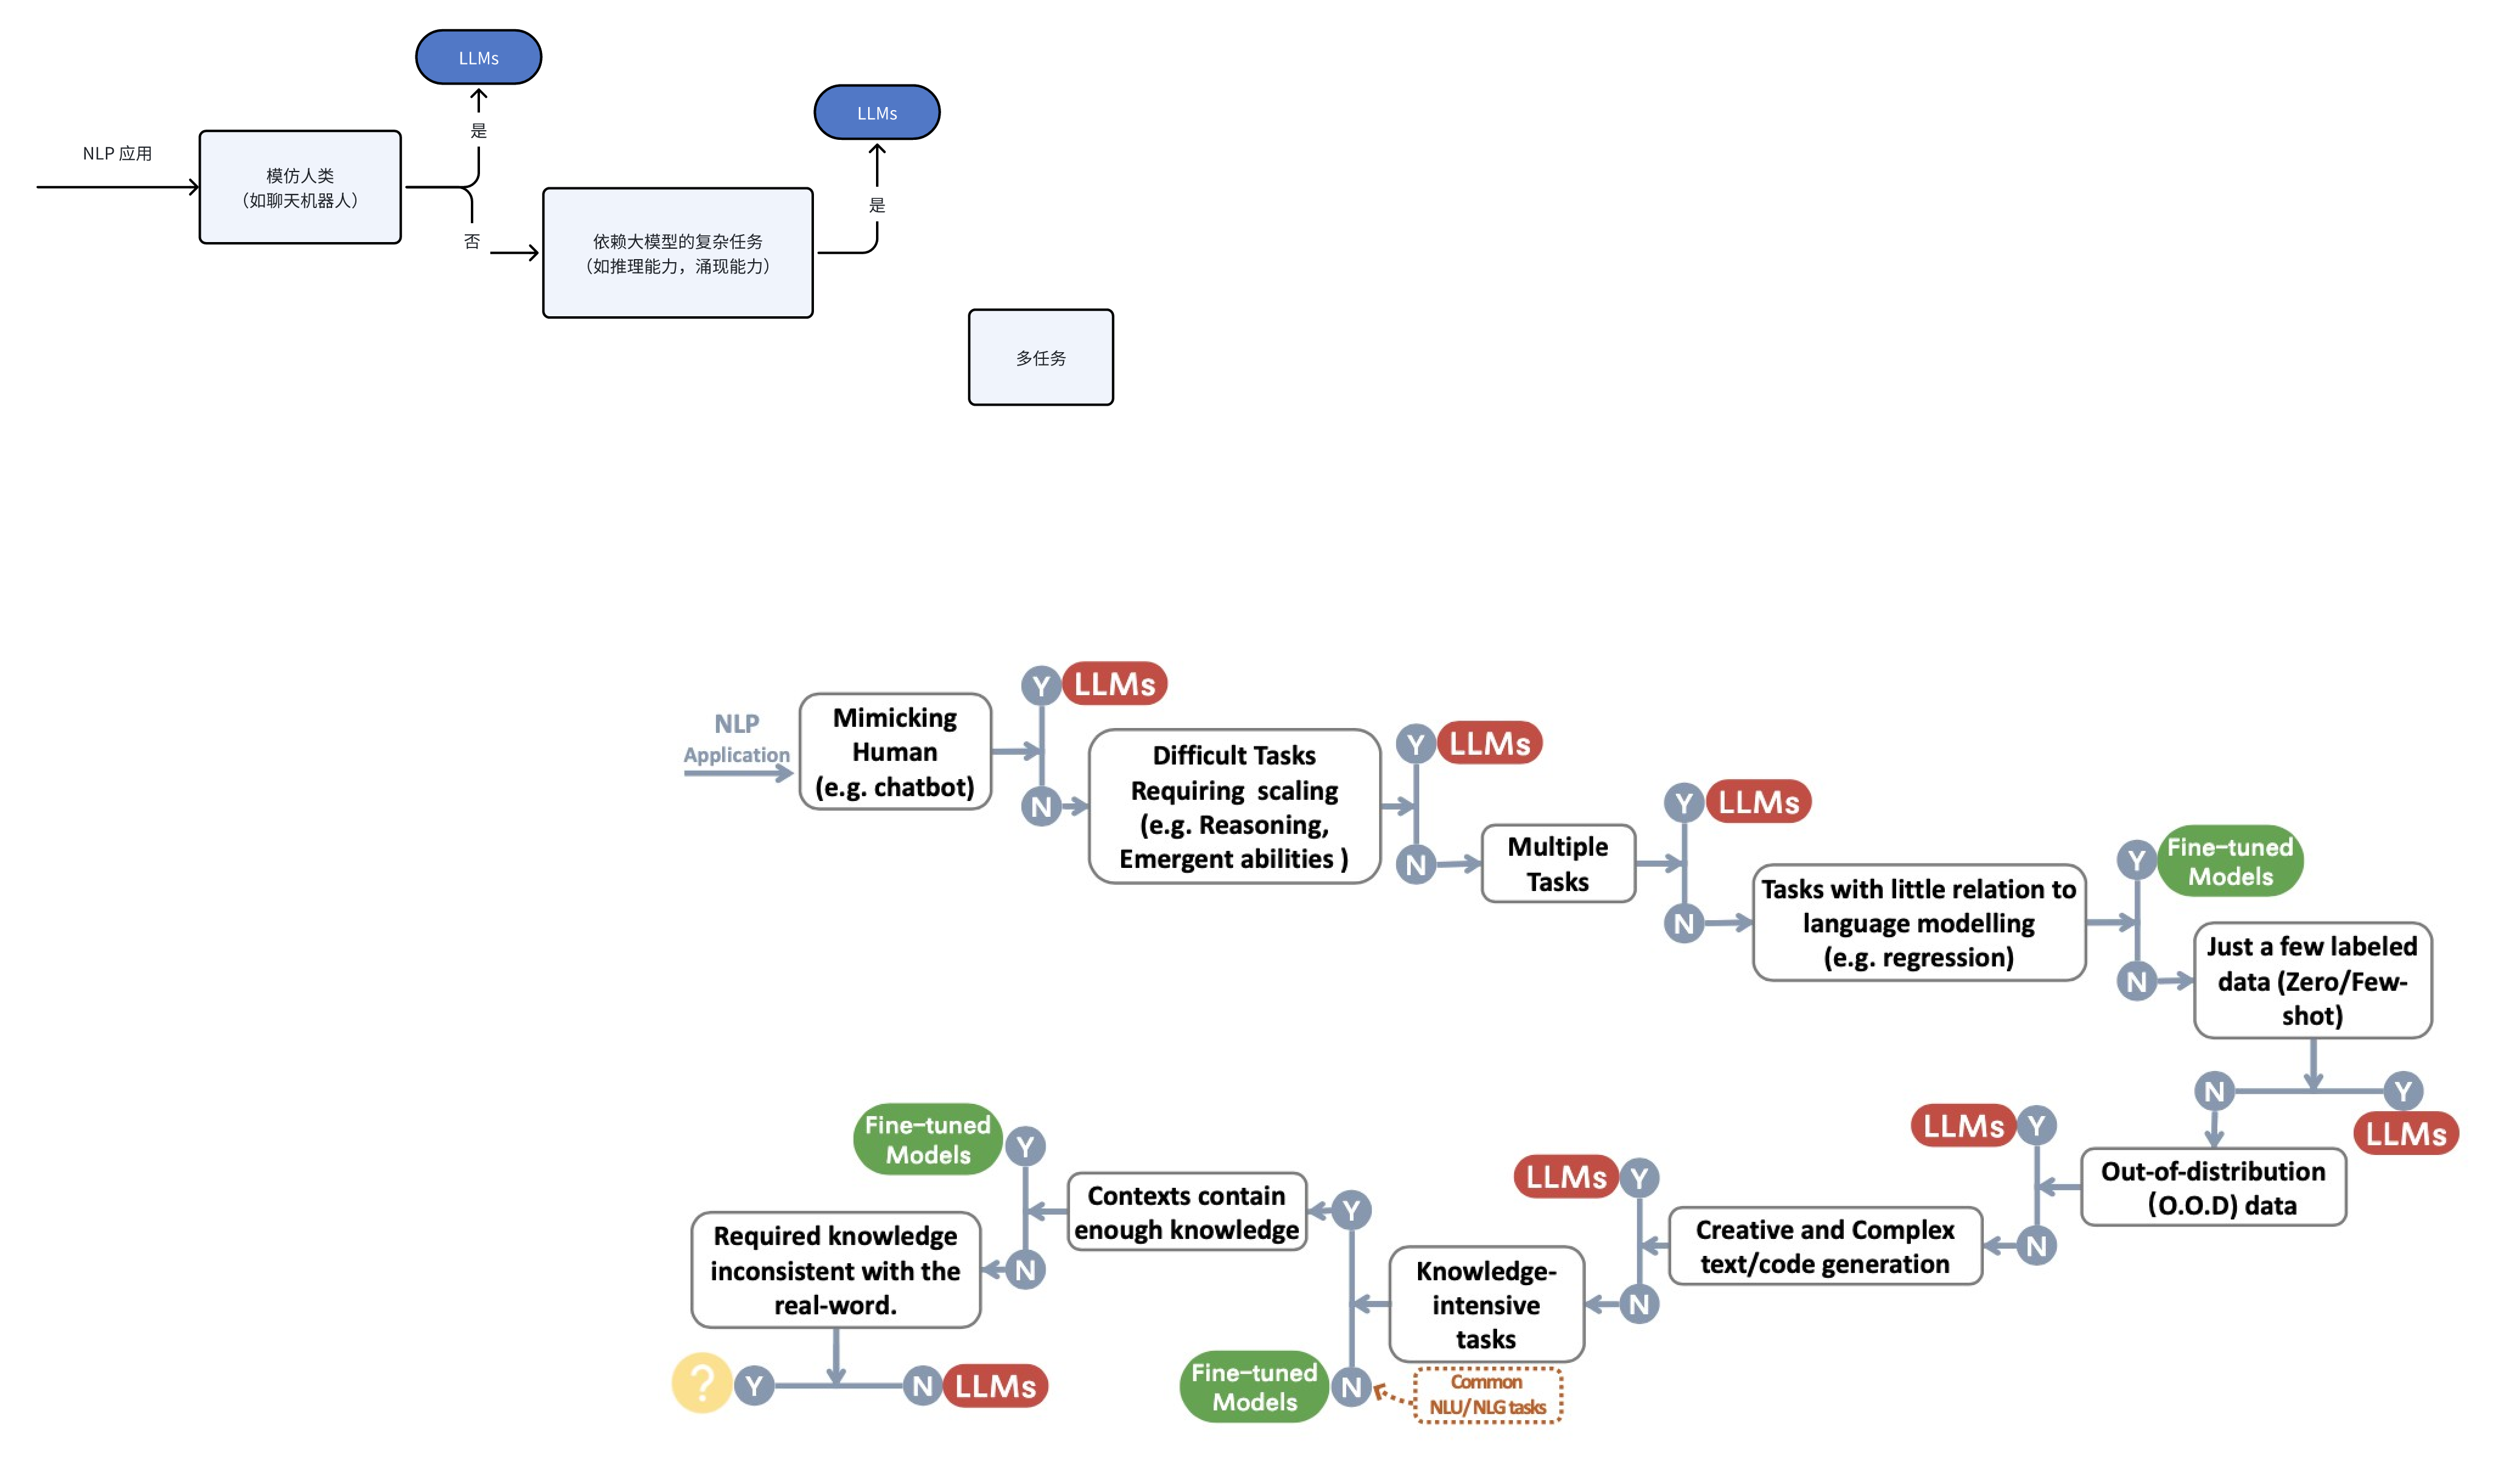 LLMs
是
NLP 应用
模仿人类
（如聊天机器人）
否
LLMs
是
依赖大模型的复杂任务
（如推理能力，涌现能力）
多任务
NLP
Application
Mimicking
Human
(e.g. chatbot)
Y
LLMs
N
Difficult Tasks
Requiring scaling
(e.g. Reasoning,
Emergent abilities )
Y
LLMs
N
Multiple
Tasks
Y
LLMs
N
Tasks with little relation to
language modelling
(e.g. regression)
Y
Fine-tuned
Models
N
Just a few labeled
data (Zero/Few-
shot)
N
Y
LLMs
Out-of-distribution
(O.O.D) data
LLMs
Y
N
Creative and Complex
text/code generation
LLMs
Y
N
Knowledge-
intensive
tasks
Y
N
Fine-tuned
Models
Common
NLU/ NLG tasks
Contexts contain
enough knowledge
Fine-tuned
Models
Y
N
Required knowledge
inconsistent with the
real-word.
?
Y
N
LLMs